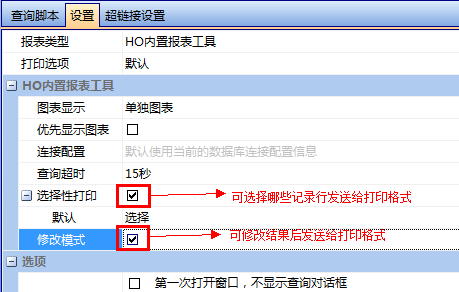 查询脚本 设置 超链接设置
报表类型 HO内置报表工具
打印选项 默认
HO内置报表工具
图表显示 单独图表
优先显示图表
连接配置 默认使用当前的数据库连接配置信息
查询超时 15秒
选择性打印 可选择哪些记录行发送给打印格式
默认 选择
修改模式 可修改结果后发送给打印格式
选项
第一次打开窗口，不显示查询对话框